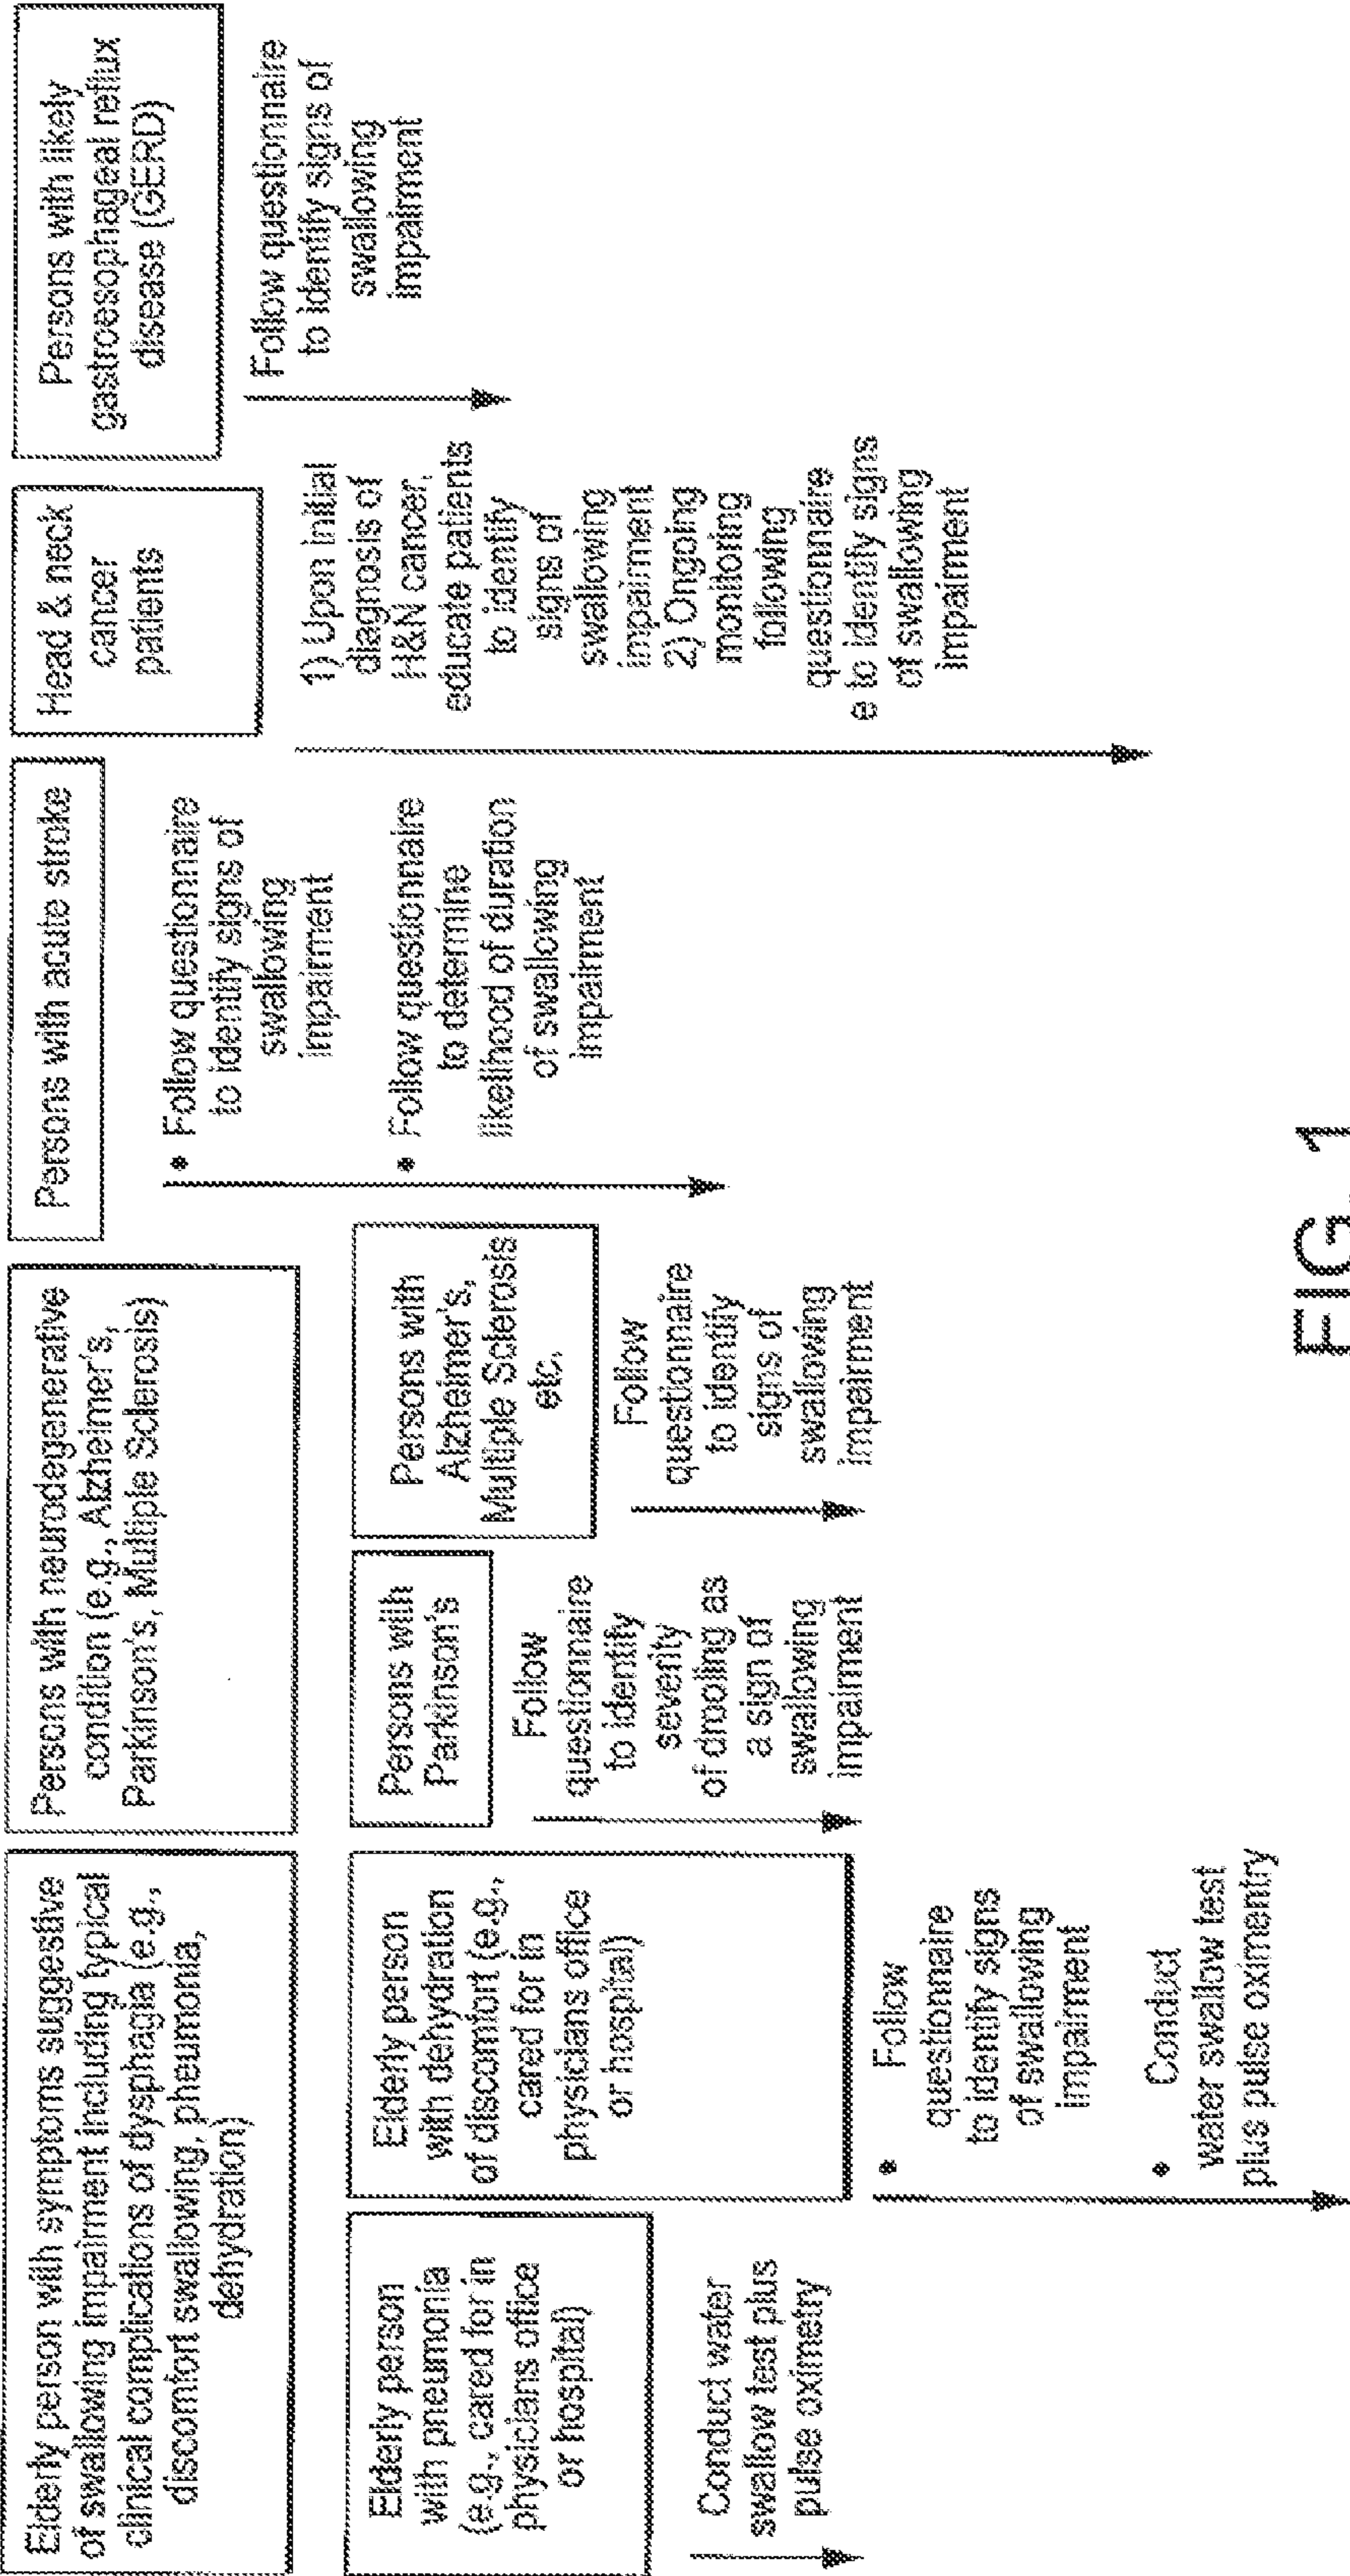 Elderly person with symptoms suggestive
of swallowing impairment including typical
clinical complications of dysphagia (e.g.,
discomfort swallowing, pneumonia,
dehydration)
Elderly person
with pneumonia
(e.g., cared for in
physicians office
or hospital)
Conduct water
swallow test plus
pulse oximetry
Elderly person
with dehydration
of discomfort (e.g.,
cared for in
physicians office
or hospital)
• Follow
questionnaire
to identify signs
of swallowing
impairment
• Conduct
water swallow test
plus pulse oximentry
Persons with neurodegenerative
condition (e.g., Alzheimer's,
Parkinson's, Multiple Sclerosis)
Persons with
Parkinson's
Follow
questionnaire
to identify
severity
of drooling as
a sign of
swallowing
impairment
Persons with
Alzheimer's,
Multiple Sclerosis
etc.
Follow
questionnaire
to identify
signs of
swallowing
impairment
Persons with acute stroke
• Follow questionnaire
to identify signs of
swallowing
impairment
• Follow questionnaire
to determine
likelihood of duration
of swallowing
impairment
Head & neck
cancer
patients
1) Upon initial
diagnosis of
H&N cancer,
educate patients
to identify
signs of
swallowing
impairment
2) Ongoing
monitoring
following
questionnaire
e to identify signs
of swallowing
impairment
Persons with likely
gastroesophageal reflux
disease (GERD)
Follow questionnaire
to identify signs of
swallowing
impairment
FIG. 1